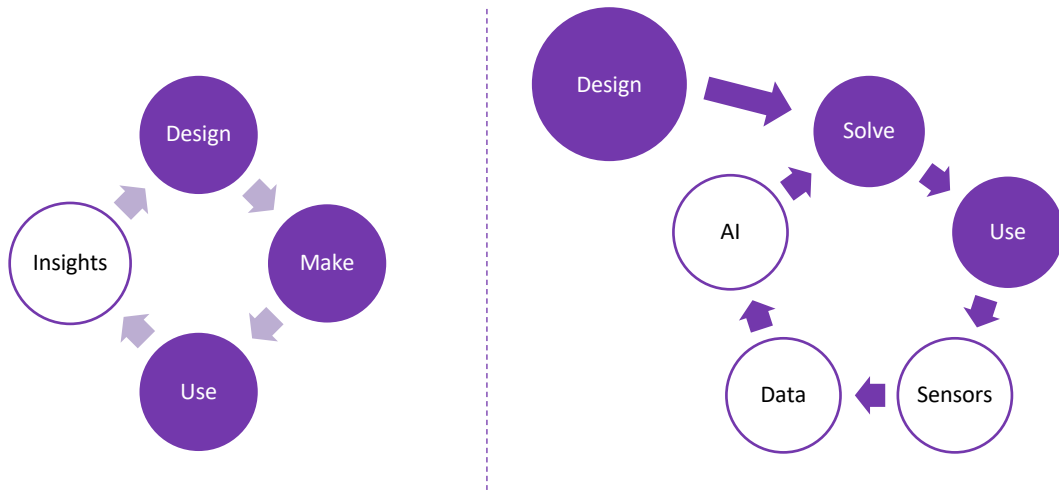 Design
Make
Use
Insights
Design
Solve
Use
Sensors
Data
AI